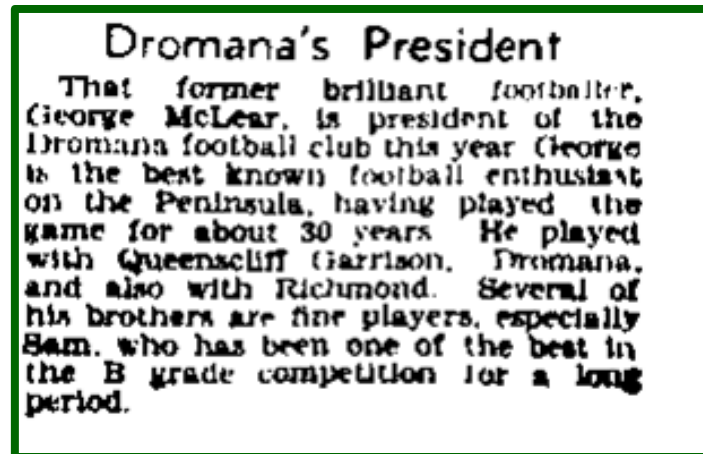 Dromana's President
That former brilliant footballer,
George McLear, is president of the
Dromana football club this year George
is the best known football enthusiast
on the Peninsula, having played the
game for about 30 years He played
with Queenscliff Garrison, Dromana,
and also with Richmond. Several of
his brothers are fine players, especially
Sam, who has been one of the best in
the B grade competition for a long
period.